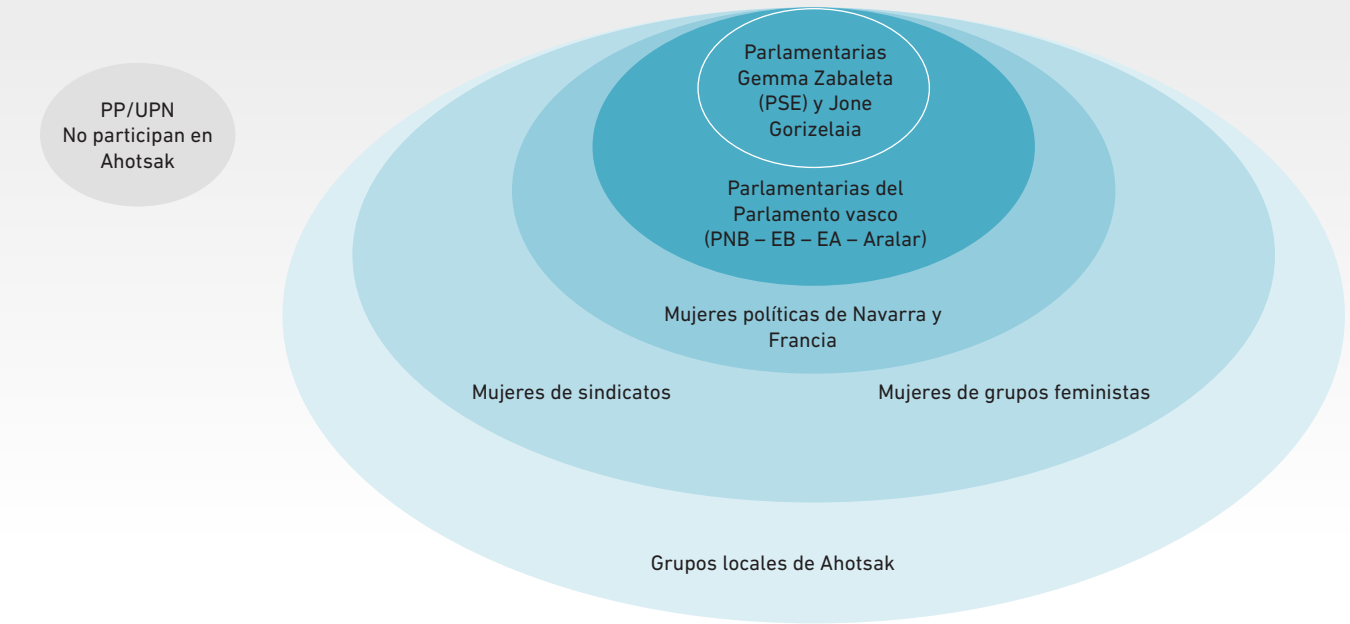 PP/UPN
No participan en
Ahotsak
Parlamentarias
Gemma Zabaleta
(PSE) y Jone
Gorizelaia
Parlamentarias del
Parlamento vasco
(PNB – EB – EA – Aralar)
Mujeres políticas de Navarra y
Francia
Mujeres de sindicatos
Mujeres de grupos feministas
Grupos locales de Ahotsak